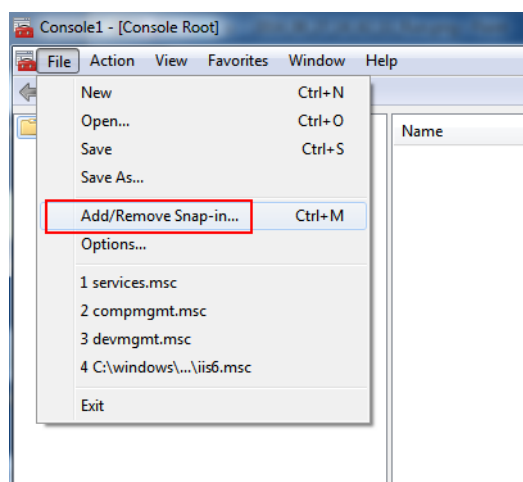 Console1 - [Console Root]
File Action View Favorites Window Help
New Ctrl+N
Open... Ctrl+O
Save Ctrl+S
Save As...
Add/Remove Snap-in... Ctrl+M
Options...
1 services.msc
2 compmgmt.msc
3 devmgmt.msc
4 C:\windows\...\iis6.msc
Exit
Name